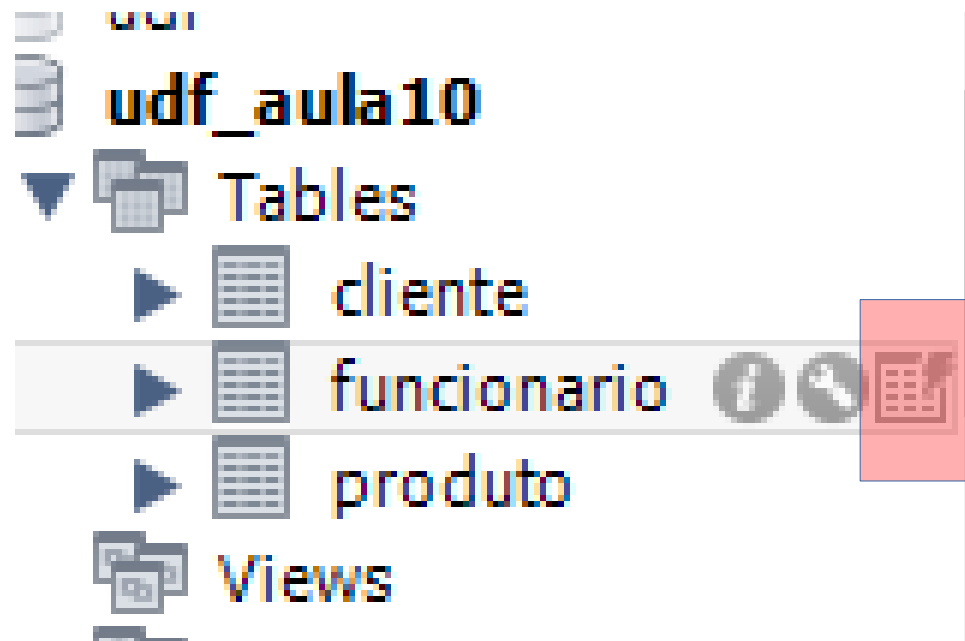 udf_aula10
Tables
cliente
funcionario
produto
Views